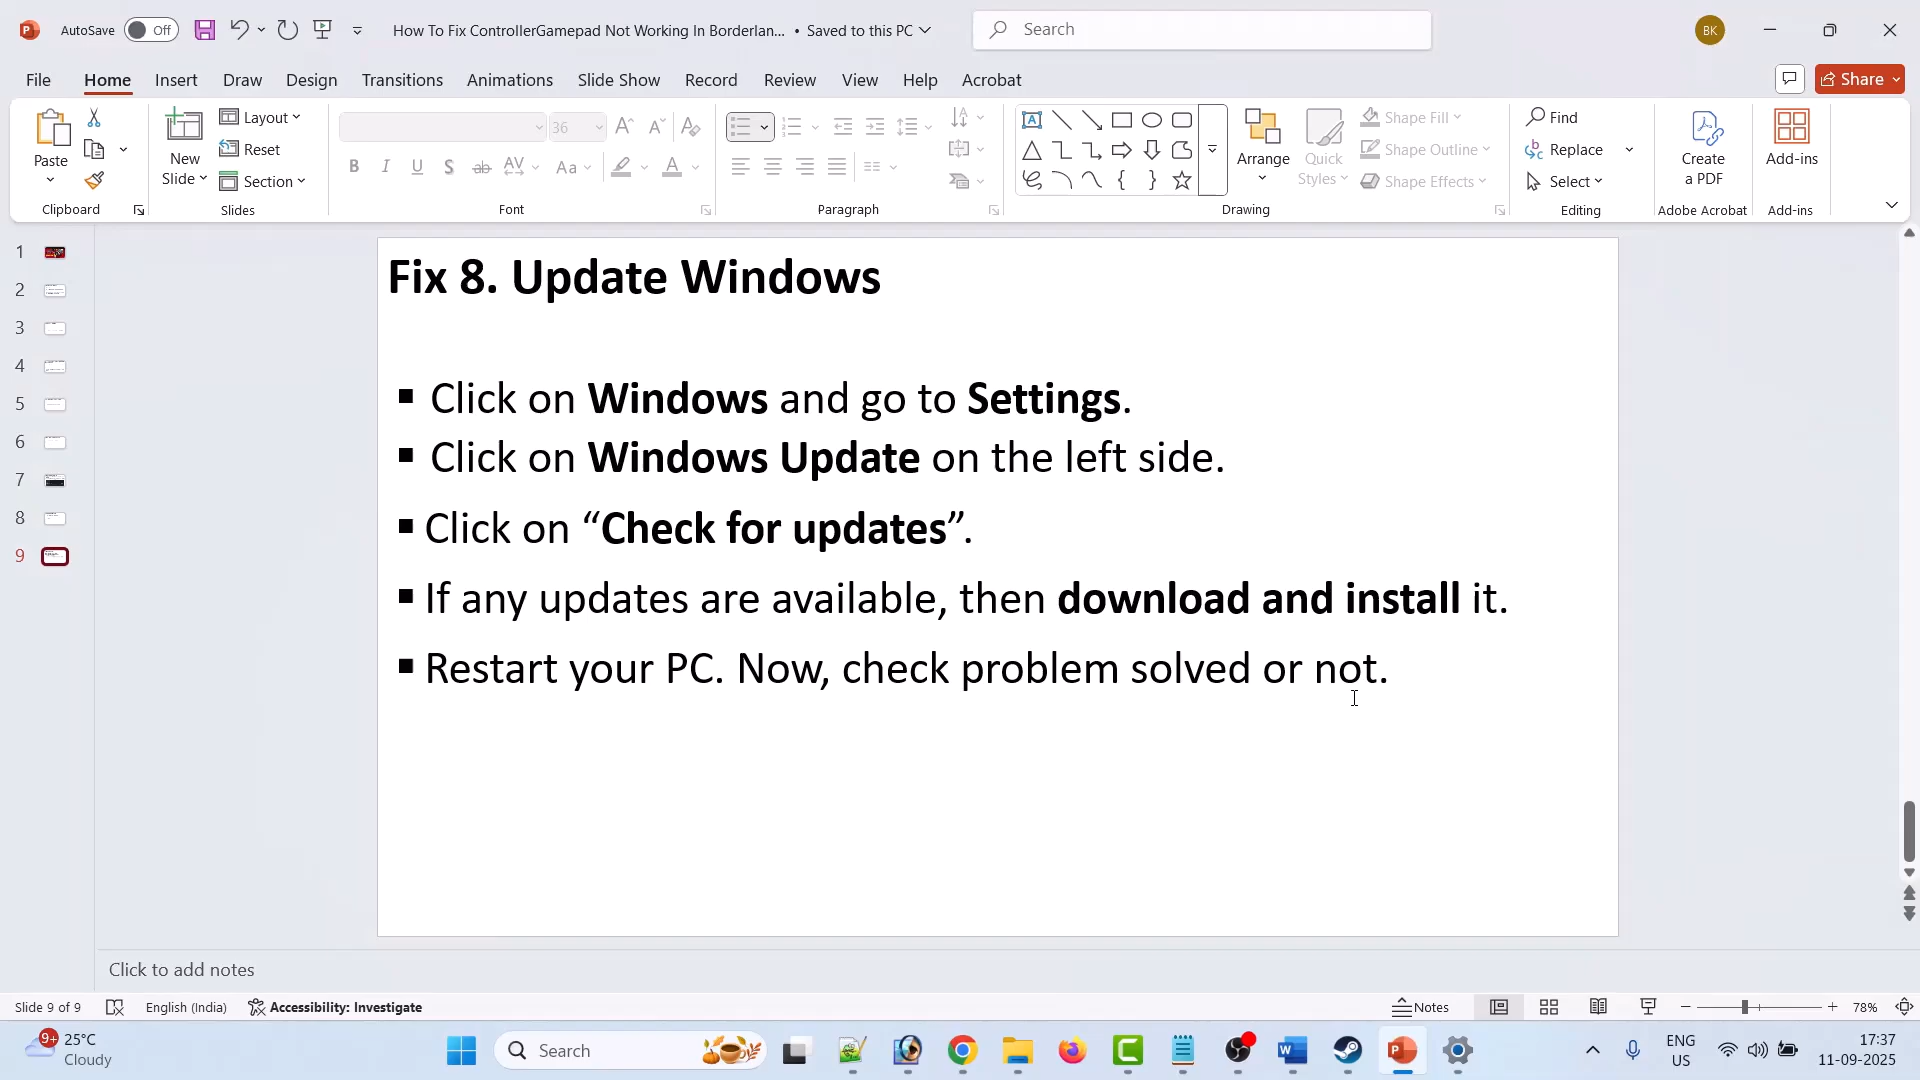 AutoSave Off How To Fix ControllerGamepad Not Working In Borderlan... • Saved to this PC Search BK
File Home Insert Draw Design Transitions Animations Slide Show Record Review View Help Acrobat Share
Paste New Slide Layout Reset Section 36 Arrange Quick Styles Shape Fill Shape Outline Shape Effects Find Replace Select Create a PDF Add-ins
Clipboard Slides Font Paragraph Drawing Editing Adobe Acrobat Add-ins
1
2
3
4
5
6
7
8
9
Fix 8. Update Windows
▪ Click on Windows and go to Settings.
▪ Click on Windows Update on the left side.
▪ Click on “Check for updates”.
▪ If any updates are available, then download and install it.
▪ Restart your PC. Now, check problem solved or not.
Click to add notes
Slide 9 of 9 English (India) Accessibility: Investigate Notes 78%
9+ 25°C Search ENG 17:37
Cloudy US 11-09-2025